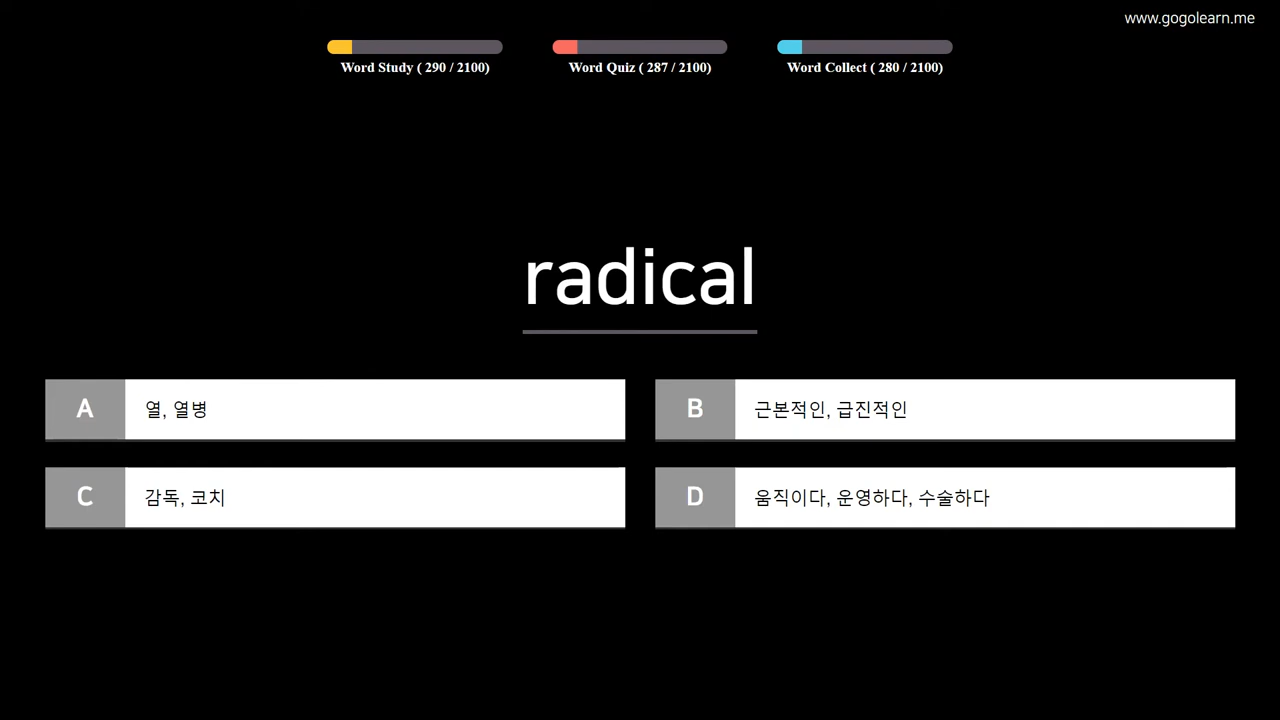 www.gogolearn.me
Word Study ( 290 / 2100)
Word Quiz ( 287 / 2100)
Word Collect ( 280 / 2100)
radical
A 열, 열병
B 근본적인, 급진적인
C 감독, 코치
D 움직이다, 운영하다, 수술하다